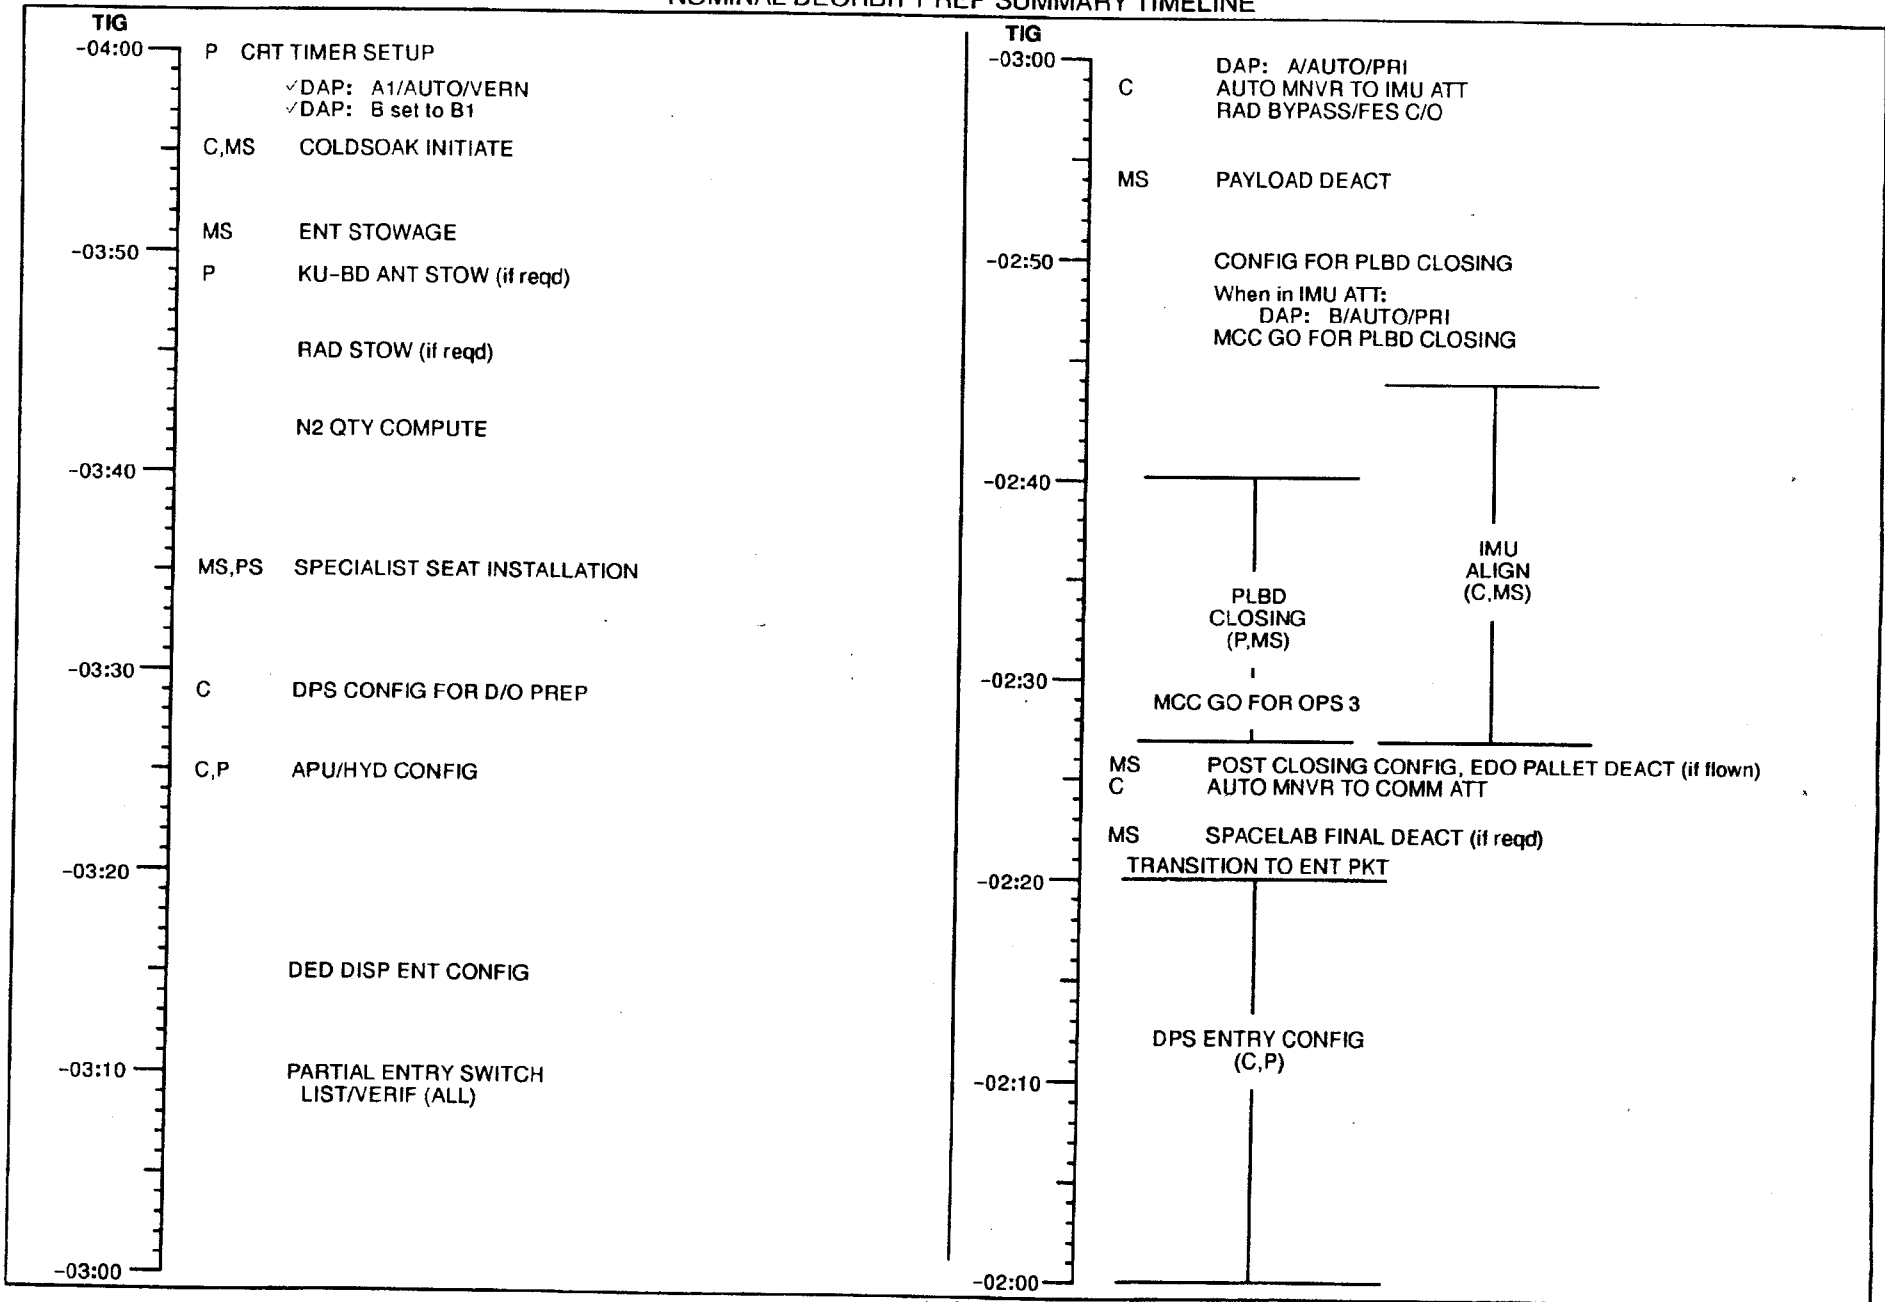 NOMINAL DEORBIT PREP SUMMARY TIMELINE
TIG
-04:00
P CRT TIMER SETUP
✓DAP: A1/AUTO/VERN
✓DAP: B set to B1
C,MS COLDSOAK INITIATE
MS ENT STOWAGE
-03:50
P KU-BD ANT STOW (if reqd)
RAD STOW (if reqd)
N2 QTY COMPUTE
-03:40
MS,PS SPECIALIST SEAT INSTALLATION
-03:30
C DPS CONFIG FOR D/O PREP
C,P APU/HYD CONFIG
-03:20
DED DISP ENT CONFIG
-03:10
PARTIAL ENTRY SWITCH
LIST/VERIF (ALL)
-03:00
TIG
-03:00
DAP: A/AUTO/PRI
C AUTO MNVR TO IMU ATT
RAD BYPASS/FES C/O
MS PAYLOAD DEACT
-02:50
CONFIG FOR PLBD CLOSING
When in IMU ATT:
DAP: B/AUTO/PRI
MCC GO FOR PLBD CLOSING
-02:40
IMU
ALIGN
(C,MS)
PLBD
CLOSING
(P,MS)
-02:30
MCC GO FOR OPS 3
MS POST CLOSING CONFIG, EDO PALLET DEACT (if flown)
C AUTO MNVR TO COMM ATT
MS SPACELAB FINAL DEACT (if reqd)
TRANSITION TO ENT PKT
-02:20
DPS ENTRY CONFIG
(C,P)
-02:10
-02:00